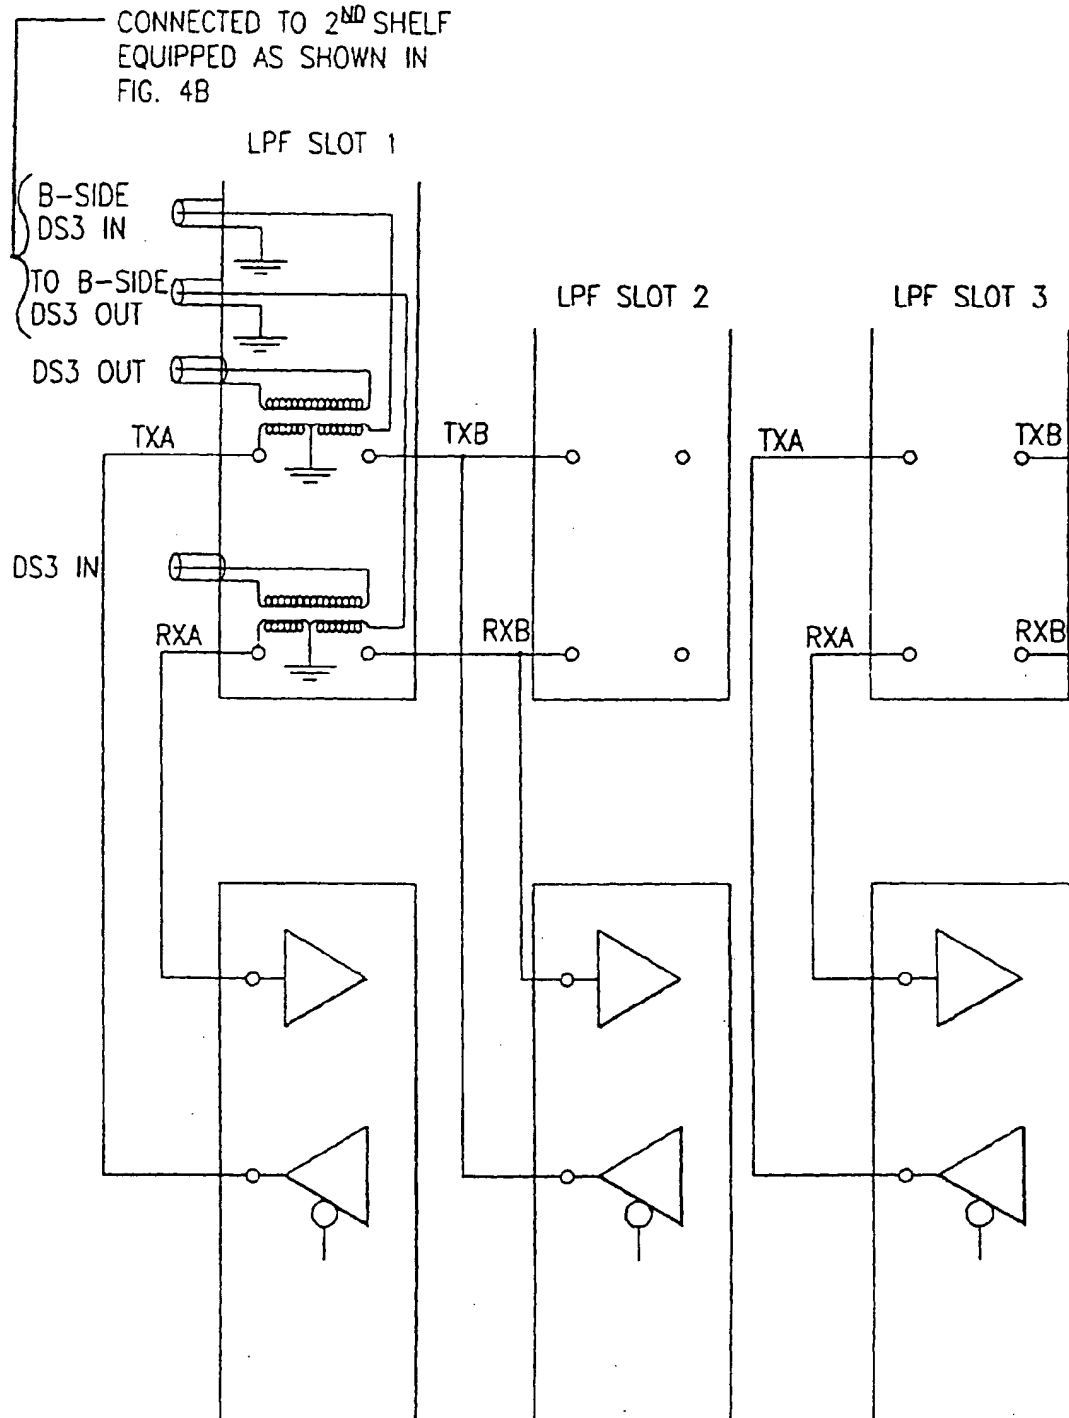 CONNECTED TO 2ND SHELF
EQUIPPED AS SHOWN IN
FIG. 4B
LPF SLOT 1
B-SIDE
DS3 IN
TO B-SIDE
DS3 OUT
LPF SLOT 2
LPF SLOT 3
DS3 OUT
TXA
TXB
TXA
TXB
DS3 IN
RXA
RXB
RXA
RXB